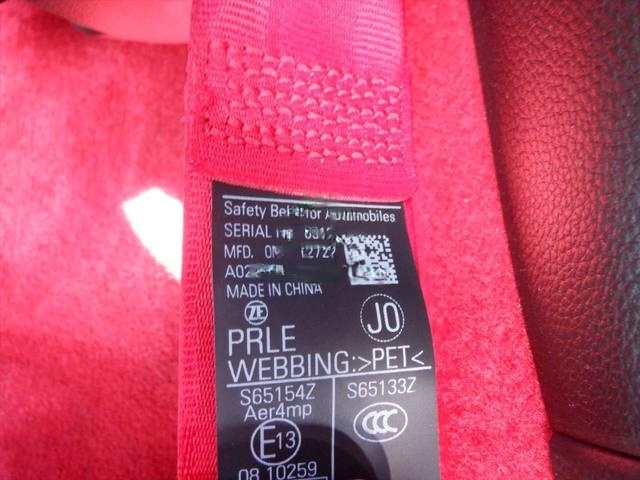 Safety Belt for Automobiles
SERIAL
MFD.
MADE IN CHINA
ZF
JO
PRLE
WEBBING:>PET<
S65154Z
Aer4mp
S65133Z
E13
CCC
08 10259